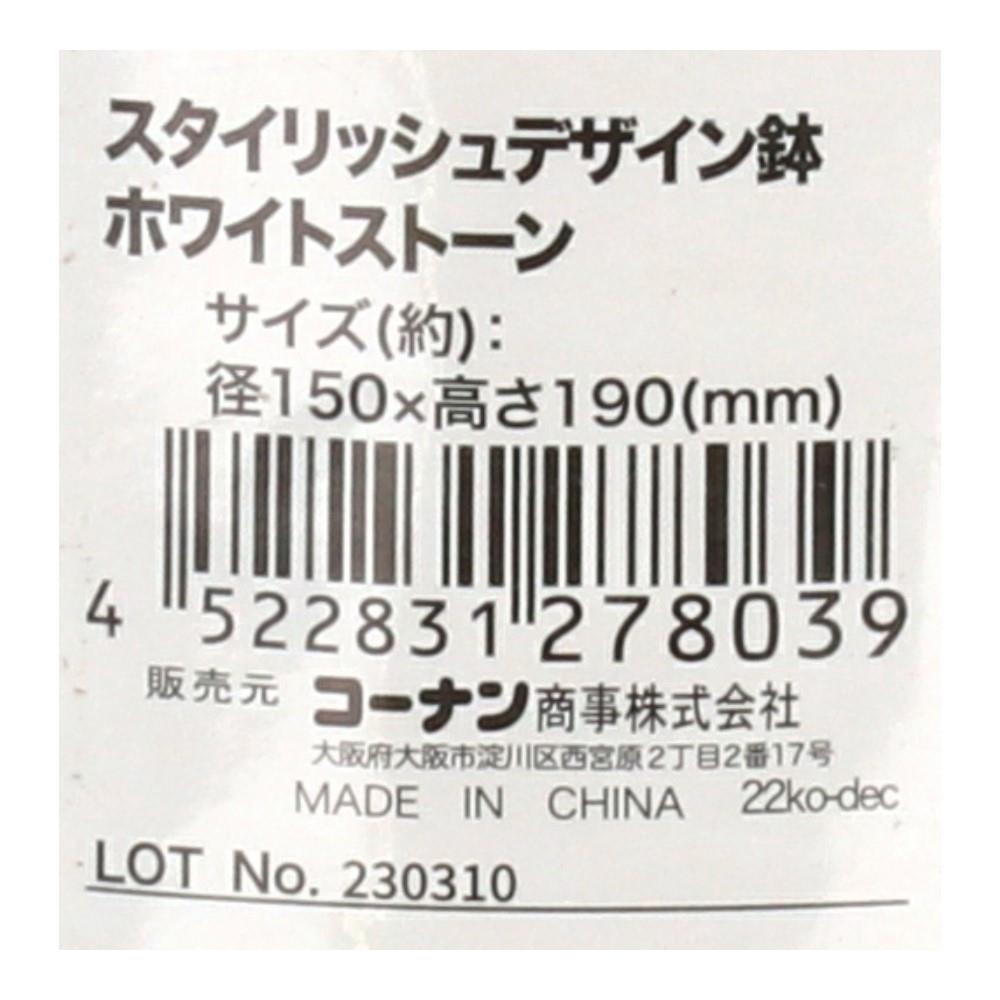 スタイリッシュデザイン鉢
ホワイトストーン
サイズ(約):
径150×高さ190(mm)
4 522831 278039
販売元 コーナン商事株式会社
大阪府大阪市淀川区西宮原2丁目2番17号
MADE IN CHINA 22ko-dec
LOT No. 230310